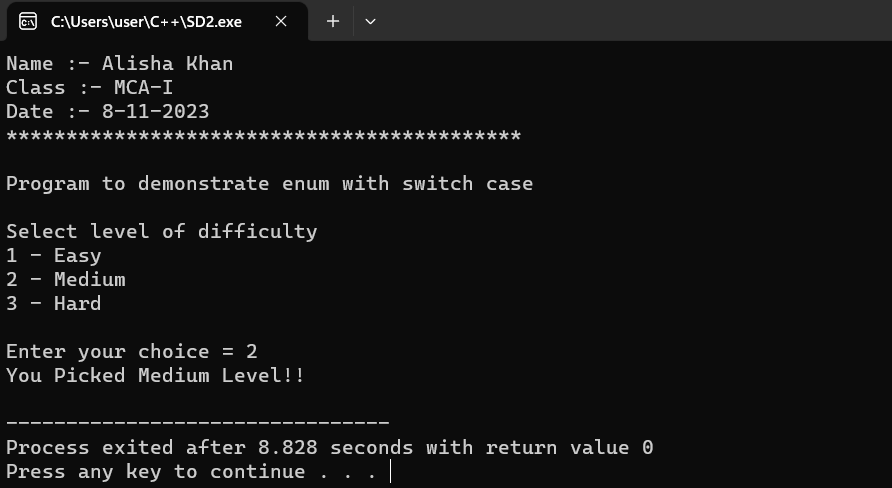 C:\Users\user\C++\SD2.exe
Name :- Alisha Khan
Class :- MCA-I
Date :- 8-11-2023
*******************************************
Program to demonstrate enum with switch case
Select level of difficulty
1 - Easy
2 - Medium
3 - Hard
Enter your choice = 2
You Picked Medium Level!!
--------------------------------
Process exited after 8.828 seconds with return value 0
Press any key to continue . . .